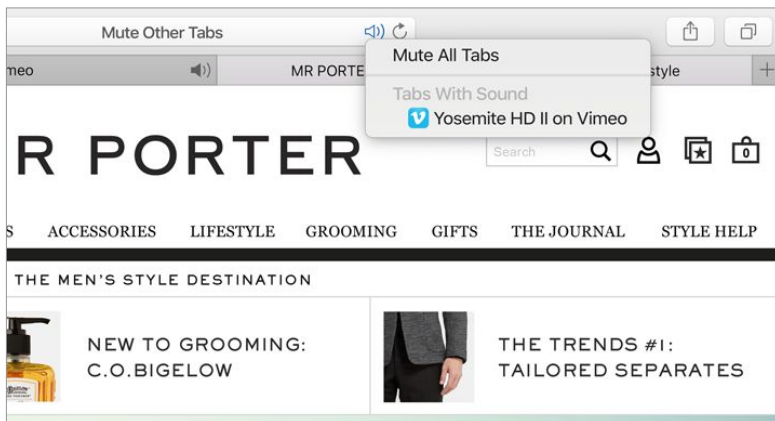 Mute Other Tabs
Mute All Tabs
meo
MR PORTE
style
Tabs With Sound
Yosemite HD II on Vimeo
R PORTER
Search
0
S ACCESSORIES LIFESTYLE GROOMING GIFTS THE JOURNAL STYLE HELP
THE MEN'S STYLE DESTINATION
NEW TO GROOMING:
C.O.BIGELOW
THE TRENDS #1:
TAILORED SEPARATES